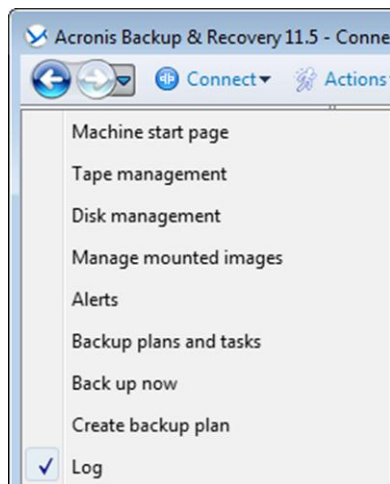 Acronis Backup & Recovery 11.5 - Conne
Connect Actions
Machine start page
Tape management
Disk management
Manage mounted images
Alerts
Backup plans and tasks
Back up now
Create backup plan
Log